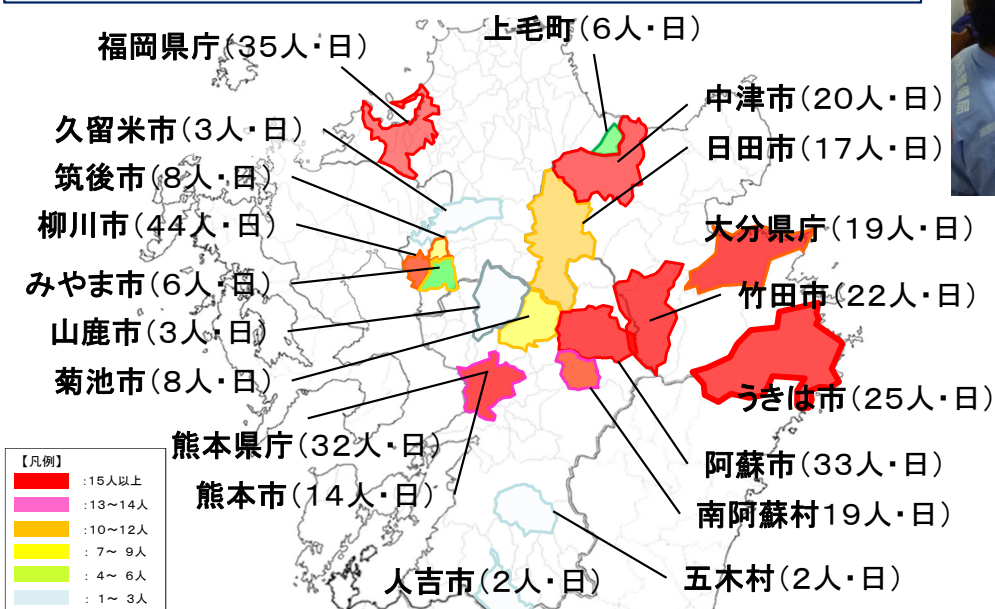 上毛町(6人・日)
福岡県庁(35人・日)
中津市(20人・日)
久留米市(3人・日)
日田市(17人・日)
筑後市(8人・日)
柳川市(44人・日)
大分県庁(19人・日)
みやま市(6人・日)
竹田市(22人・日)
山鹿市(3人・日)
菊池市(8人・日)
うきは市(25人・日)
熊本県庁(32人・日)
阿蘇市(33人・日)
熊本市(14人・日)
南阿蘇村19人・日)
人吉市(2人・日)
五木村(2人・日)
【凡例】
:15人以上
:13～14人
:10～12人
: 7～ 9人
: 4～ 6人
: 1～ 3人